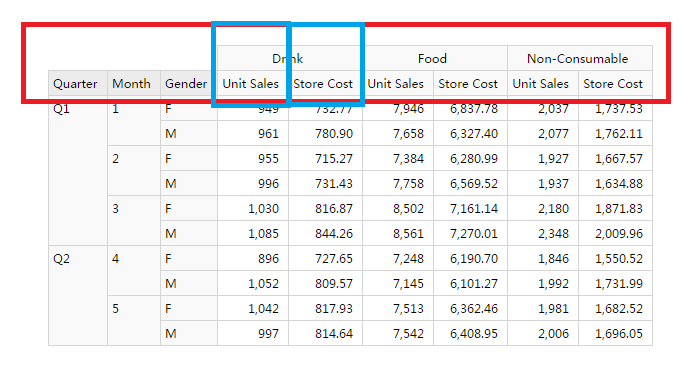 Drink Food Non-Consumable
Quarter Month Gender Unit Sales Store Cost Unit Sales Store Cost Unit Sales Store Cost
Q1 1 F 949 732.77 7,946 6,837.78 2,037 1,737.53
M 961 780.90 7,658 6,327.40 2,077 1,762.11
2 F 955 715.27 7,384 6,280.99 1,927 1,667.57
M 996 731.43 7,758 6,569.52 1,937 1,634.88
3 F 1,030 816.87 8,502 7,161.14 2,180 1,871.83
M 1,085 844.26 8,561 7,270.01 2,348 2,009.96
Q2 4 F 896 727.65 7,248 6,190.70 1,846 1,550.52
M 1,052 809.57 7,145 6,101.27 1,992 1,731.99
5 F 1,042 817.93 7,513 6,362.46 1,981 1,682.52
M 997 814.64 7,542 6,408.95 2,006 1,696.05